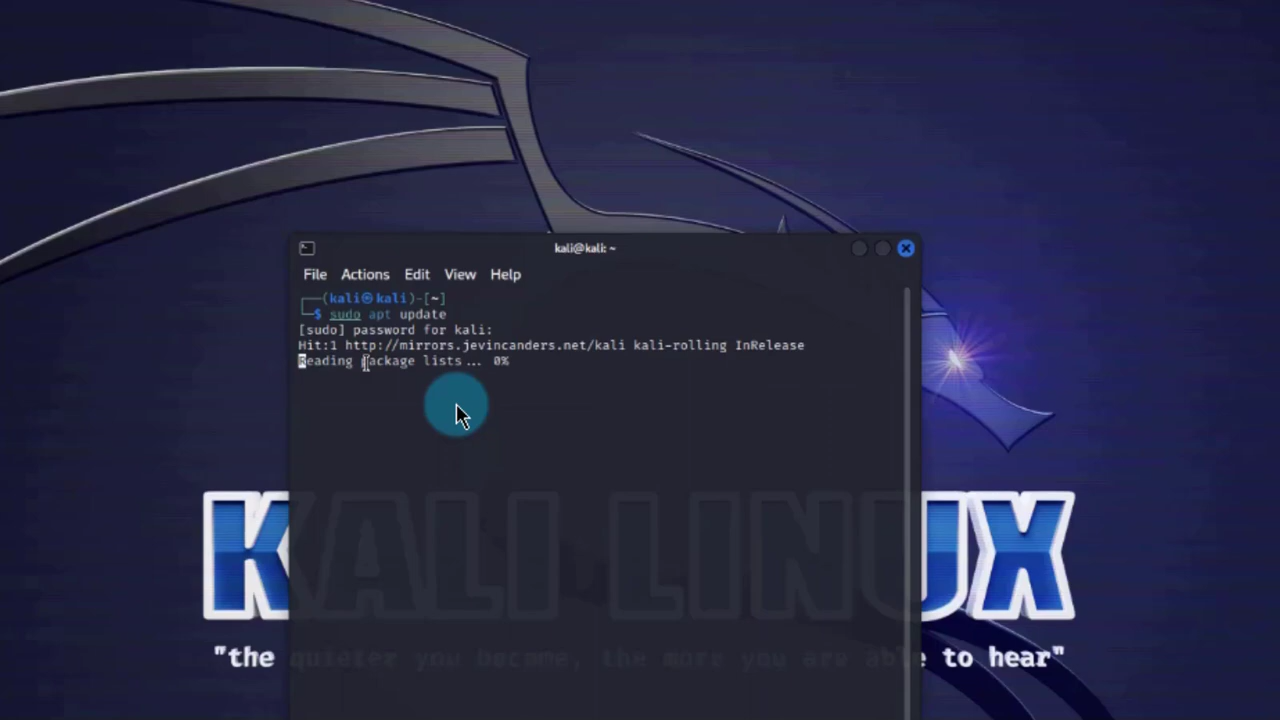 kali@kali: ~
File Actions Edit View Help
┌──(kali㉿kali)-[~]
└─$ sudo apt update
[sudo] password for kali:
Hit:1 http://mirrors.jevincanders.net/kali kali-rolling InRelease
Reading package lists... 0%
KALI LINUX
"the quieter you become, the more you are able to hear"